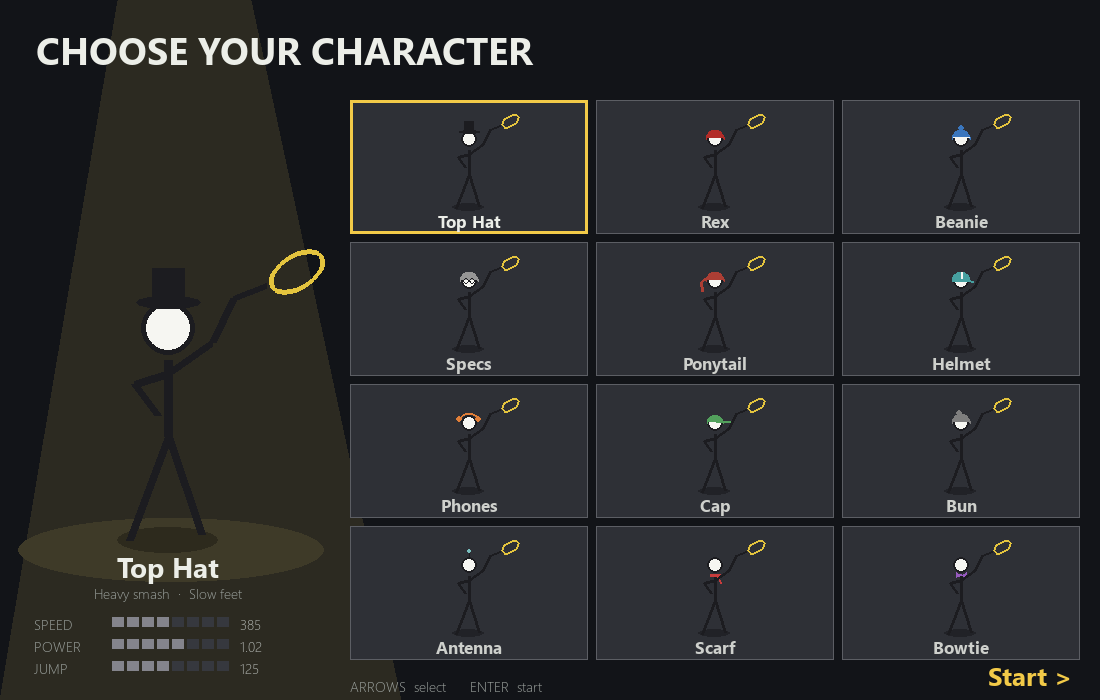 CHOOSE YOUR CHARACTER
Top Hat
Rex
Beanie
Specs
Ponytail
Helmet
Phones
Cap
Bun
Antenna
Scarf
Bowtie
Top Hat
Heavy smash · Slow feet
SPEED 385
POWER 1.02
JUMP 125
ARROWS select ENTER start
Start >